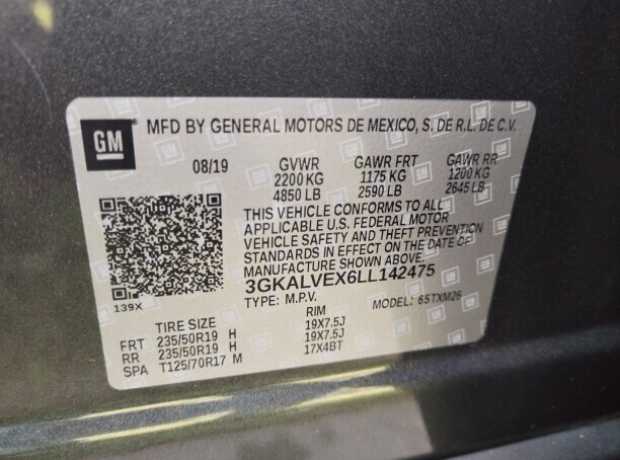 GM MFD BY GENERAL MOTORS DE MEXICO, S. DE R.L. DE C.V.
08/19 GVWR GAWR FRT GAWR RR
2200 KG 1175 KG 1200 KG
4850 LB 2590 LB 2645 LB
THIS VEHICLE CONFORMS TO ALL
APPLICABLE U.S. FEDERAL MOTOR
VEHICLE SAFETY AND THEFT PREVENTION
STANDARDS IN EFFECT ON THE DATE OF
MANUFACTURE SHOWN ABOVE.
3GKALVEX6LL142475
139X TYPE: M.P.V. MODEL: 6STXM26
TIRE SIZE RIM
FRT 235/50R19 H 19X7.5J
RR 235/50R19 H 19X7.5J
SPA T125/70R17 M 17X4BT